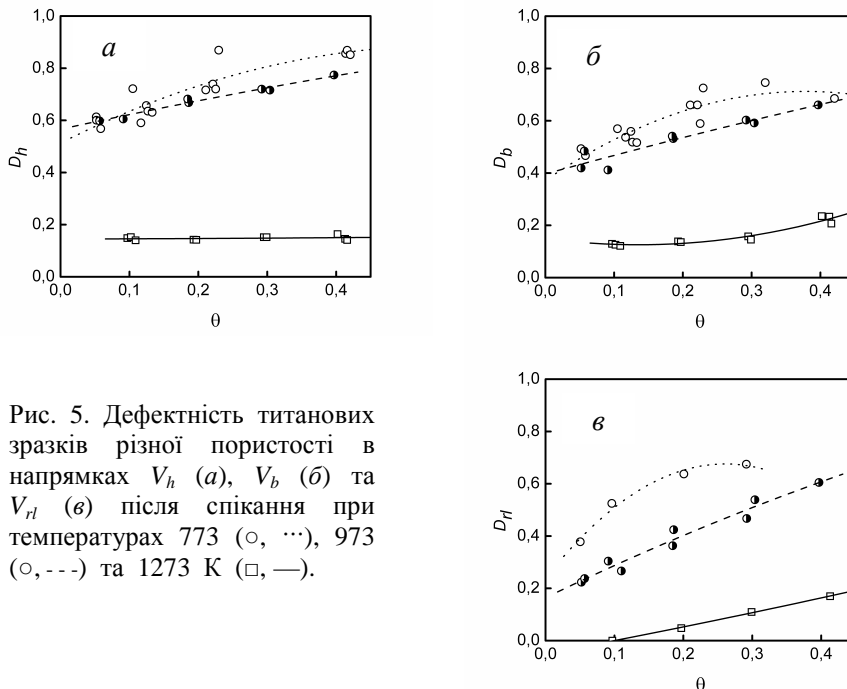 1,0
0,8
0,6
0,4
0,2
0,0
D_h
а
0,0 0,1 0,2 0,3 0,4
θ
1,0
0,8
0,6
0,4
0,2
0,0
D_b
б
0,0 0,1 0,2 0,3 0,4
θ
1,0
0,8
0,6
0,4
0,2
0,0
D_rl
в
0,0 0,1 0,2 0,3 0,4
θ
Рис. 5. Дефектність титанових
зразків різної пористості в
напрямках V_h (а), V_b (б) та
V_rl (в) після спікання при
температурах 773 (○, ···), 973
(○, - - -) та 1273 К (□, —).